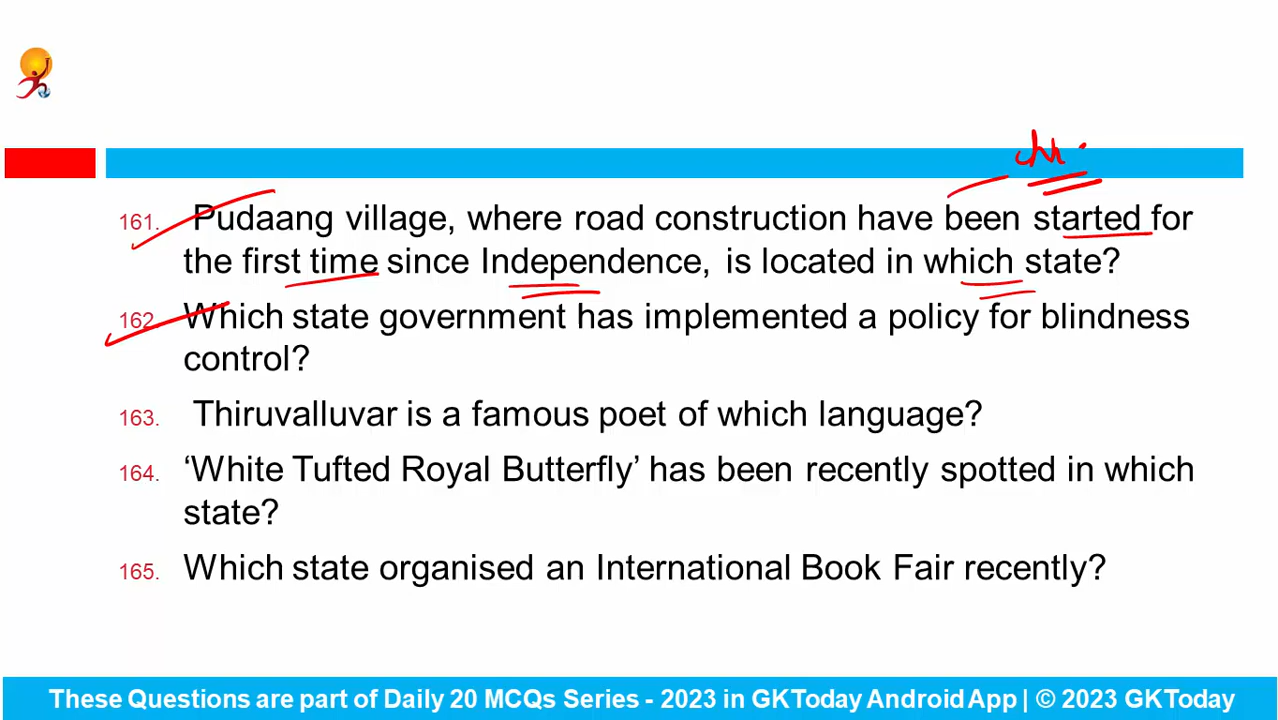 161. Pudaang village, where road construction have been started for
the first time since Independence, is located in which state?
162. Which state government has implemented a policy for blindness
control?
163. Thiruvalluvar is a famous poet of which language?
164. ‘White Tufted Royal Butterfly’ has been recently spotted in which
state?
165. Which state organised an International Book Fair recently?
These Questions are part of Daily 20 MCQs Series - 2023 in GKToday Android App | © 2023 GKToday